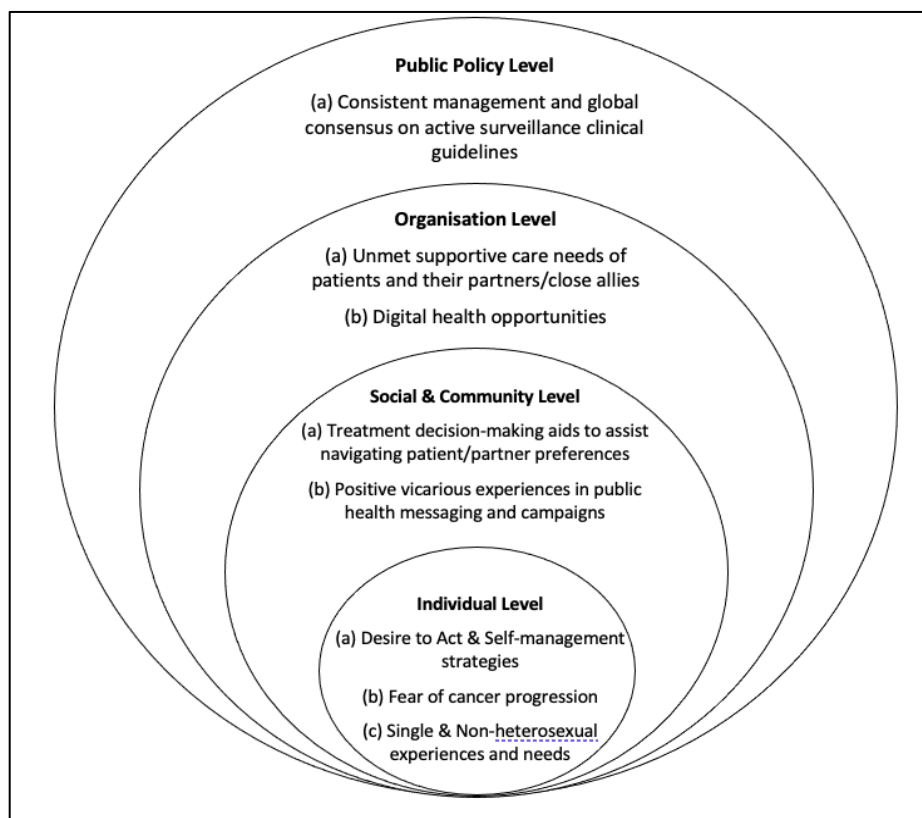 Public Policy Level
(a) Consistent management and global
consensus on active surveillance clinical
guidelines
Organisation Level
(a) Unmet supportive care needs of
patients and their partners/close allies
(b) Digital health opportunities
Social & Community Level
(a) Treatment decision-making aids to assist
navigating patient/partner preferences
(b) Positive vicarious experiences in public
health messaging and campaigns
Individual Level
(a) Desire to Act & Self-management
strategies
(b) Fear of cancer progression
(c) Single & Non-heterosexual
experiences and needs